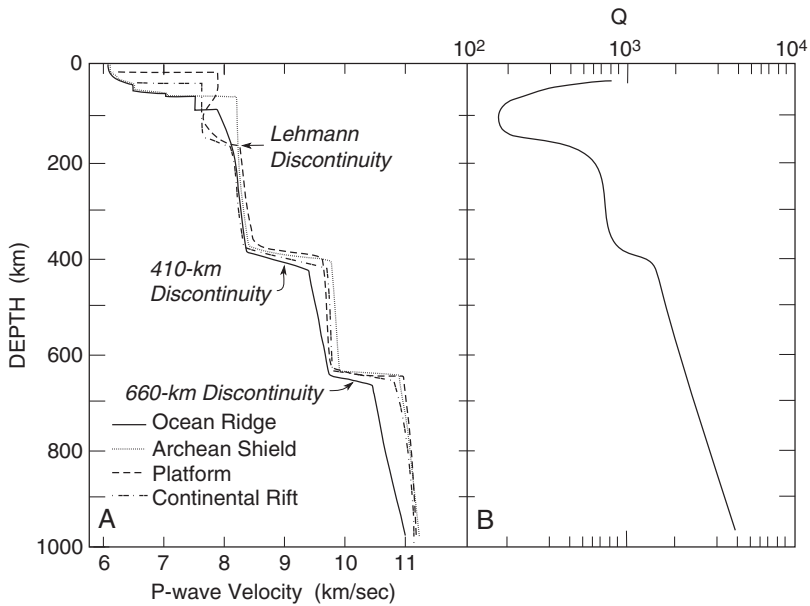 Q
10² 10³ 10⁴
0
200
400
600
800
1000
DEPTH (km)
Lehmann
Discontinuity
410-km
Discontinuity
660-km Discontinuity
Ocean Ridge
Archean Shield
Platform
Continental Rift
A
B
6 7 8 9 10 11
P-wave Velocity (km/sec)